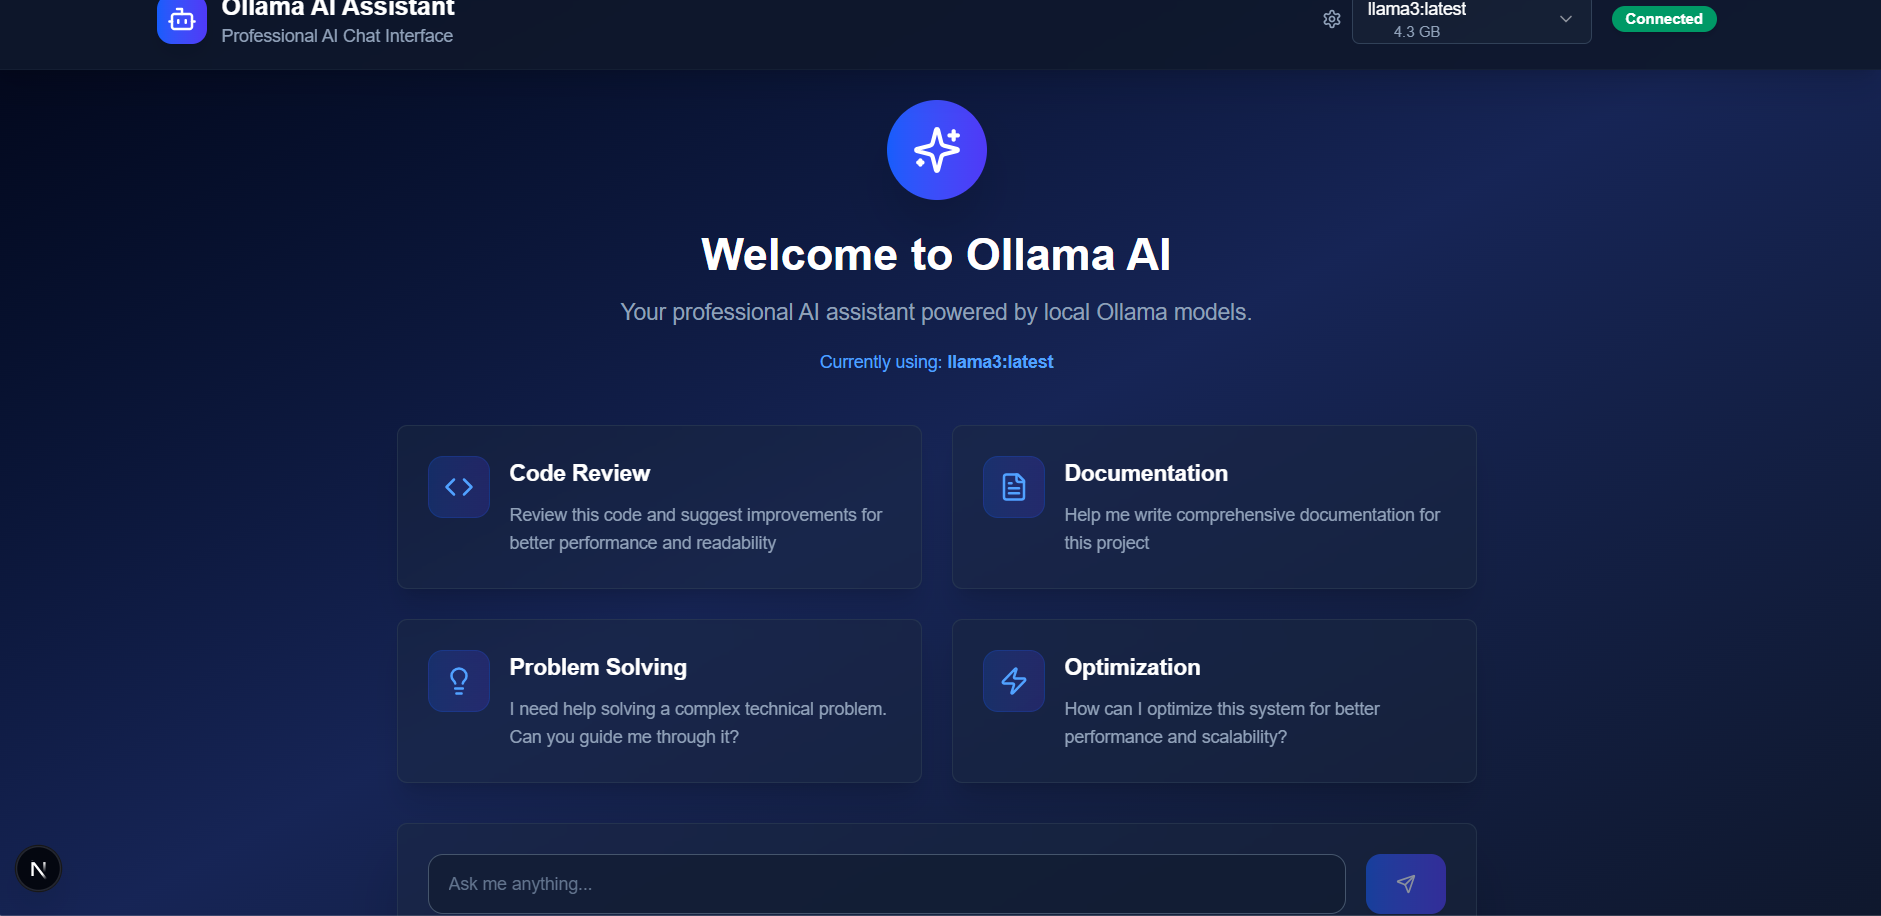 Ollama AI Assistant
Professional AI Chat Interface
llama3:latest
4.3 GB
Connected
Welcome to Ollama AI
Your professional AI assistant powered by local Ollama models.
Currently using: llama3:latest
Code Review
Review this code and suggest improvements for
better performance and readability
Documentation
Help me write comprehensive documentation for
this project
Problem Solving
I need help solving a complex technical problem.
Can you guide me through it?
Optimization
How can I optimize this system for better
performance and scalability?
Ask me anything...
N